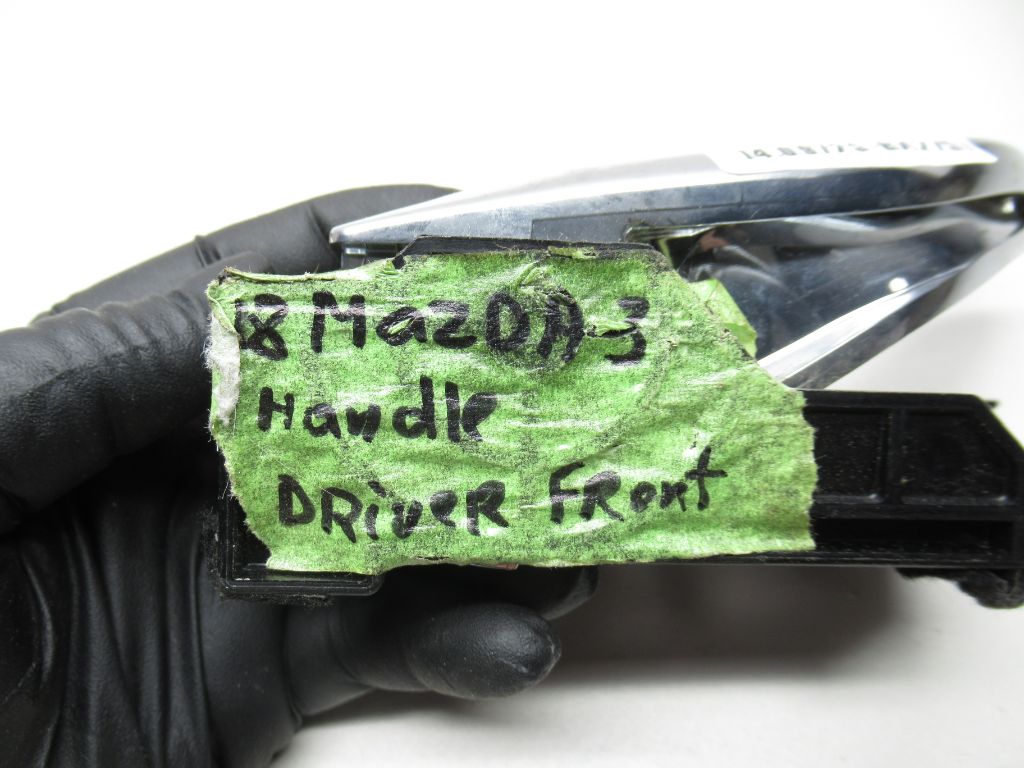 18 MazDA-3
Handle
DRiveR FRont